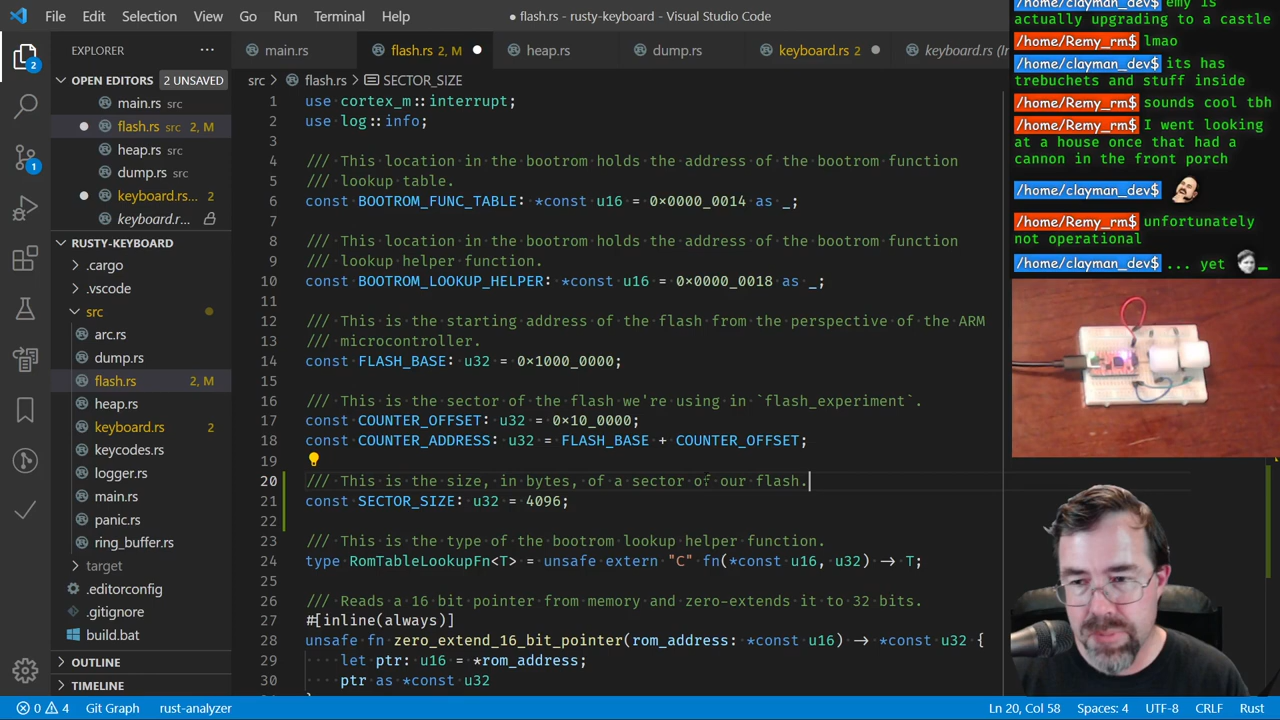 File Edit Selection View Go Run Terminal Help
● flash.rs - rusty-keyboard - Visual Studio Code
EXPLORER ···
OPEN EDITORS 2 UNSAVED
main.rs src
● flash.rs src 2, M
heap.rs src
dump.rs src
● keyboard.rs... 2
keyboard.r...
RUSTY-KEYBOARD
.cargo
.vscode
src
arc.rs
dump.rs
flash.rs 2, M
heap.rs
keyboard.rs 2
keycodes.rs
logger.rs
main.rs
panic.rs
ring_buffer.rs
target
.editorconfig
.gitignore
build.bat
OUTLINE
TIMELINE
2
1
main.rs flash.rs 2, M ● heap.rs dump.rs keyboard.rs 2 ● keyboard.rs (In
src > flash.rs > SECTOR_SIZE
1 use cortex_m::interrupt;
2 use log::info;
3
4 /// This location in the bootrom holds the address of the bootrom function
5 /// lookup table.
6 const BOOTROM_FUNC_TABLE: *const u16 = 0x0000_0014 as _;
7
8 /// This location in the bootrom holds the address of the bootrom function
9 /// lookup helper function.
10 const BOOTROM_LOOKUP_HELPER: *const u16 = 0x0000_0018 as _;
11
12 /// This is the starting address of the flash from the perspective of the ARM
13 /// microcontroller.
14 const FLASH_BASE: u32 = 0x1000_0000;
15
16 /// This is the sector of the flash we're using in `flash_experiment`.
17 const COUNTER_OFFSET: u32 = 0x10_0000;
18 const COUNTER_ADDRESS: u32 = FLASH_BASE + COUNTER_OFFSET;
19
20 /// This is the size, in bytes, of a sector of our flash.
21 const SECTOR_SIZE: u32 = 4096;
22
23 /// This is the type of the bootrom lookup helper function.
24 type RomTableLookupFn<T> = unsafe extern "C" fn(*const u16, u32) -> T;
25
26 /// Reads a 16 bit pointer from memory and zero-extends it to 32 bits.
27 #[inline(always)]
28 unsafe fn zero_extend_16_bit_pointer(rom_address: *const u16) -> *const u32 {
29 let ptr: u16 = *rom_address;
30 ptr as *const u32
emy is
actually upgrading to a castle
/home/Remy_rm$ lmao
/home/clayman_dev$ its has
trebuchets and stuff inside
/home/Remy_rm$ sounds cool tbh
/home/Remy_rm$ I went looking
at a house once that had a
cannon in the front porch
/home/clayman_dev$
/home/Remy_rm$ unfortunately
not operational
/home/clayman_dev$ ... yet
0 4 Git Graph rust-analyzer Ln 20, Col 58 Spaces: 4 UTF-8 CRLF Rust